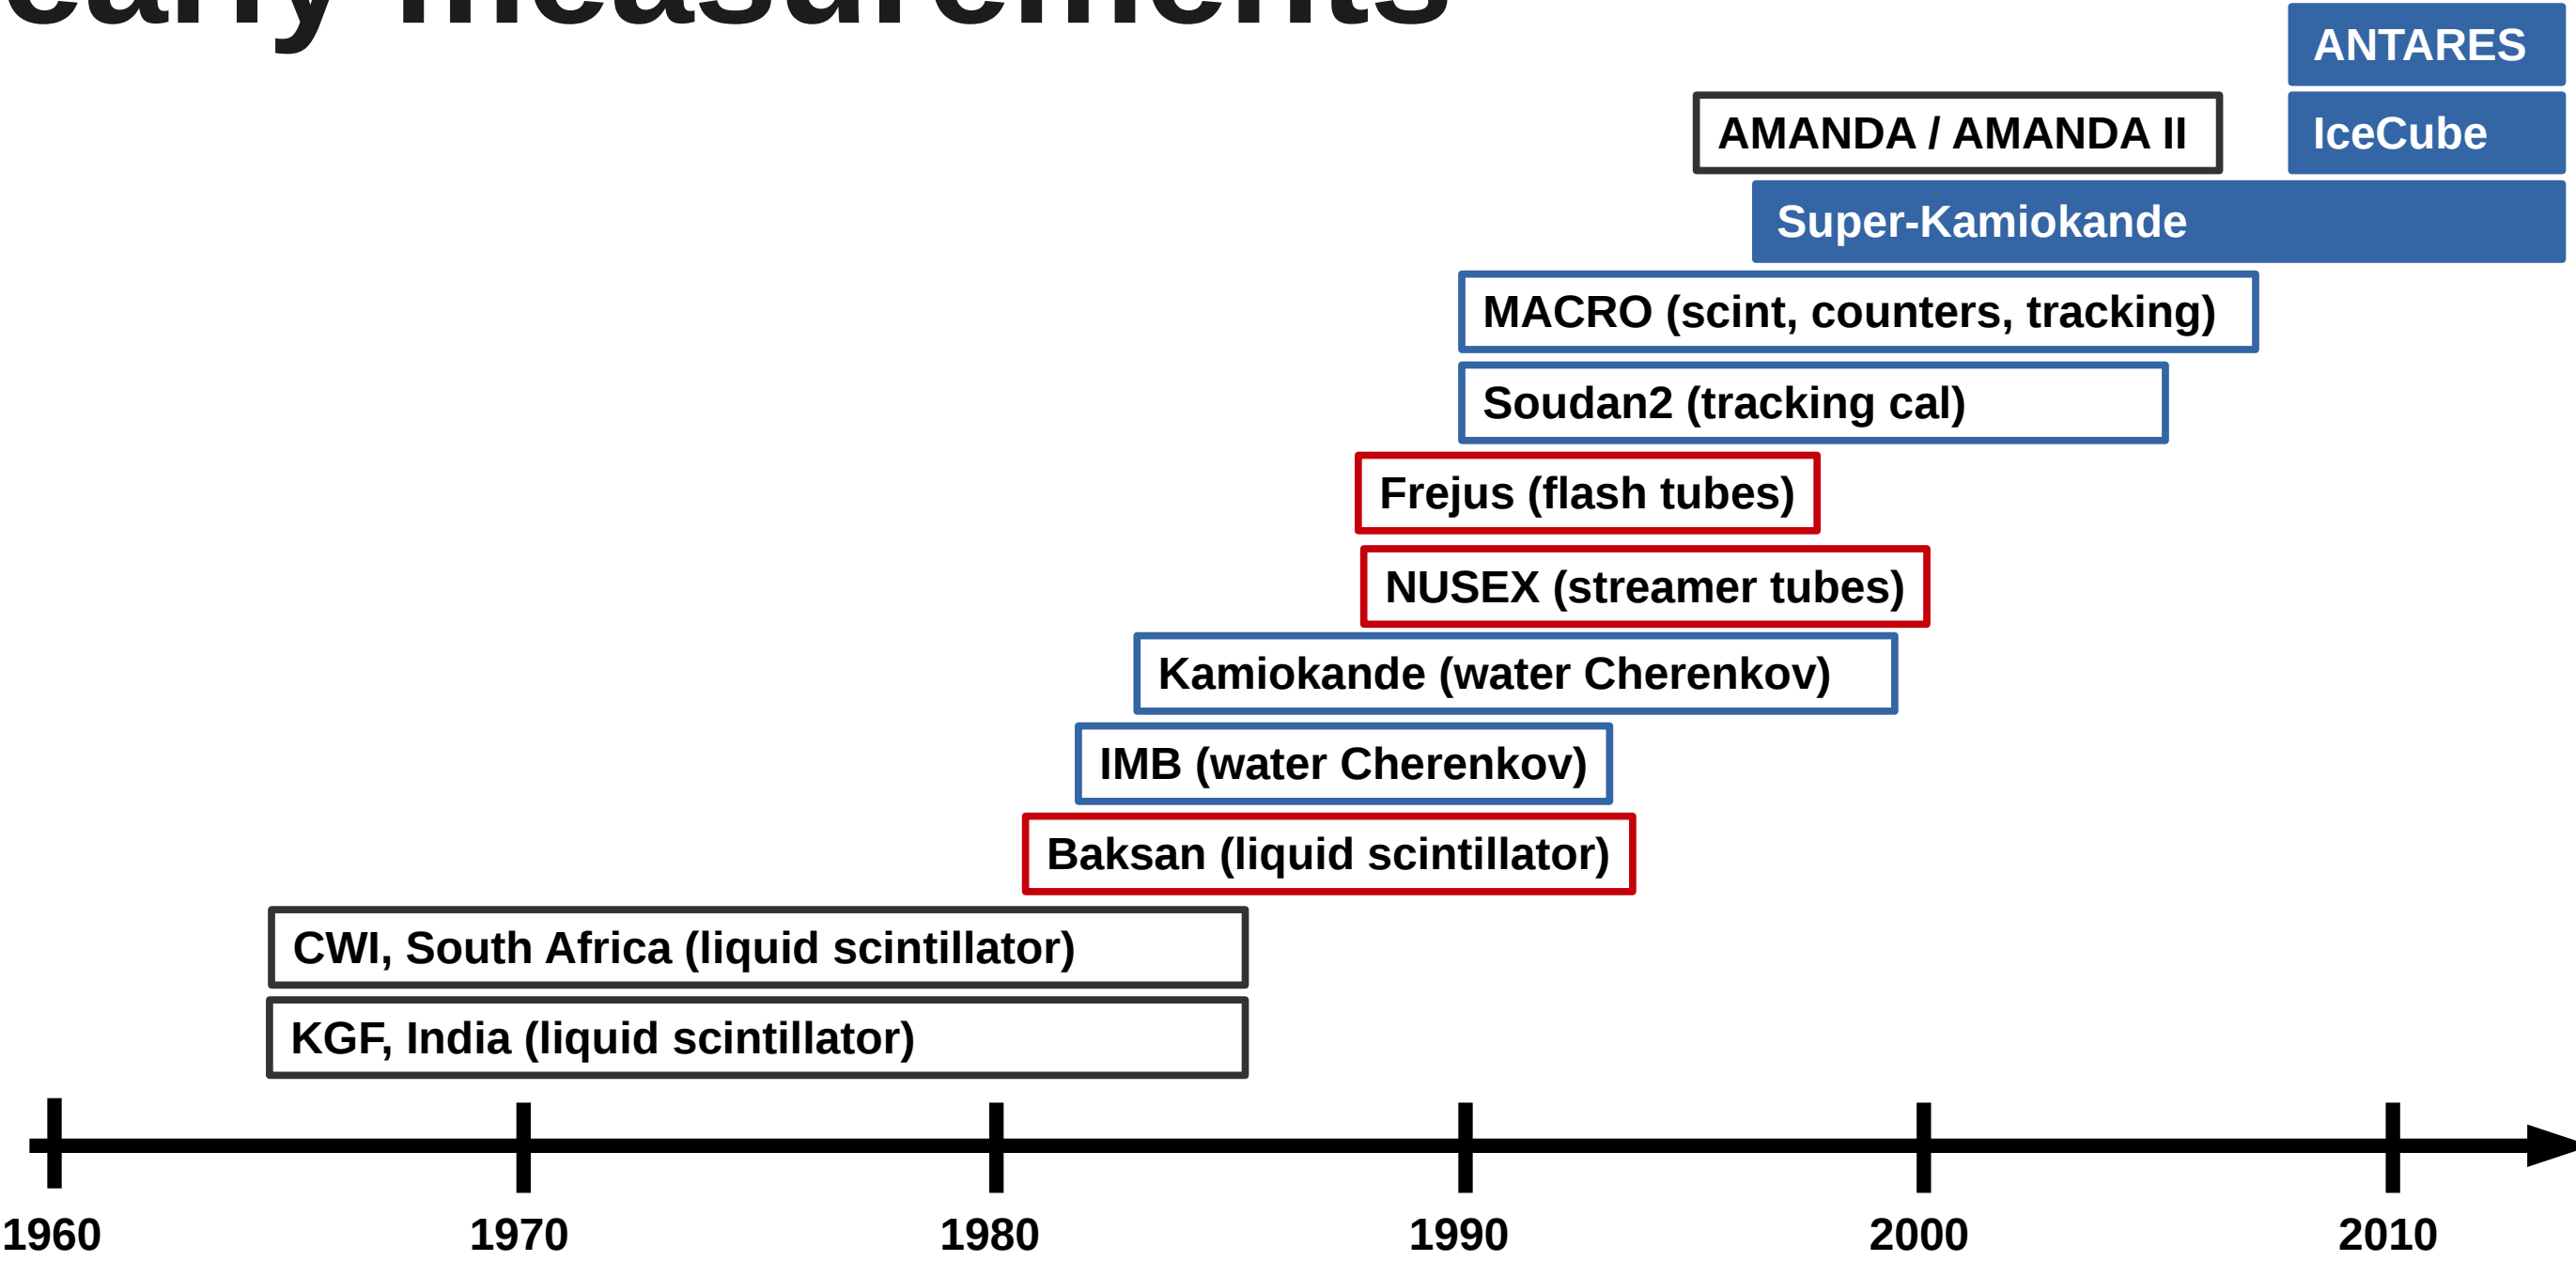 early measurements
ANTARES
AMANDA / AMANDA II
IceCube
Super-Kamiokande
MACRO (scint, counters, tracking)
Soudan2 (tracking cal)
Frejus (flash tubes)
NUSEX (streamer tubes)
Kamiokande (water Cherenkov)
IMB (water Cherenkov)
Baksan (liquid scintillator)
CWI, South Africa (liquid scintillator)
KGF, India (liquid scintillator)
1960 1970 1980 1990 2000 2010